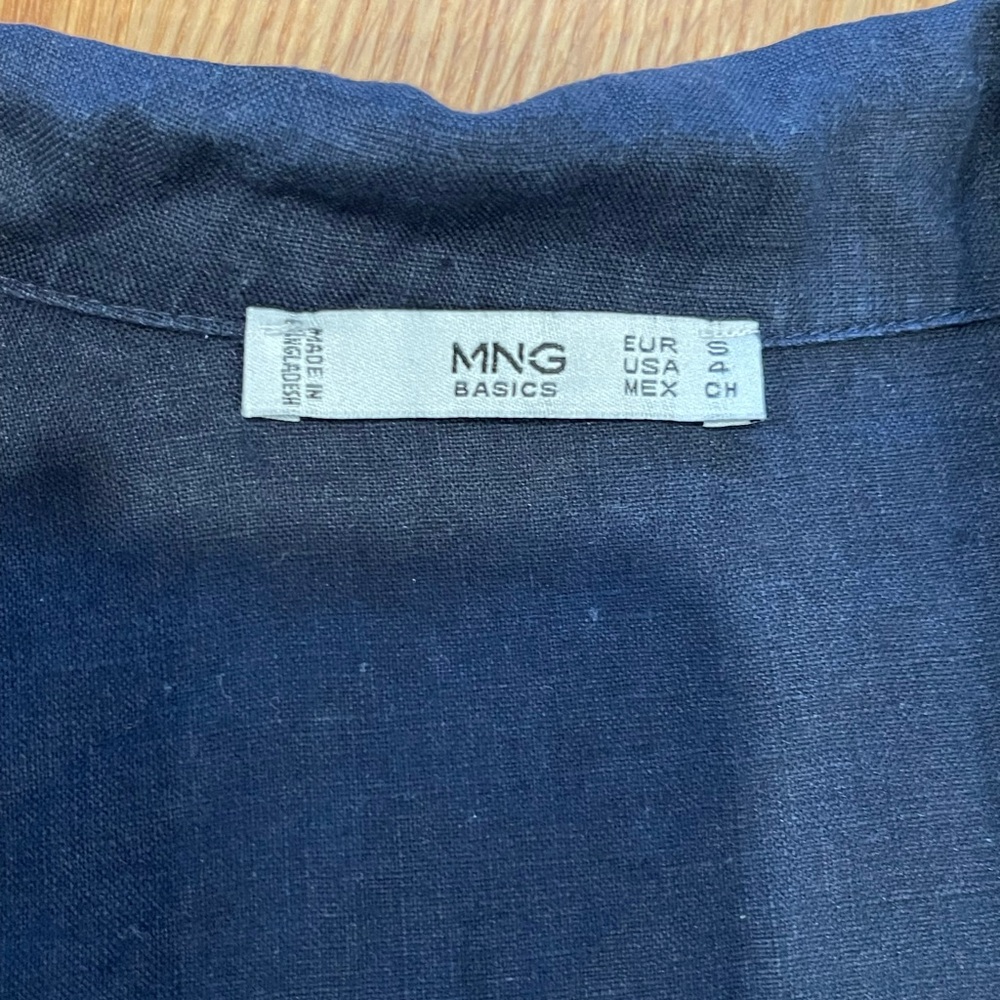 MADE IN
BANGLADESH
MNG
BASICS
EUR S
USA 4
MEX CH